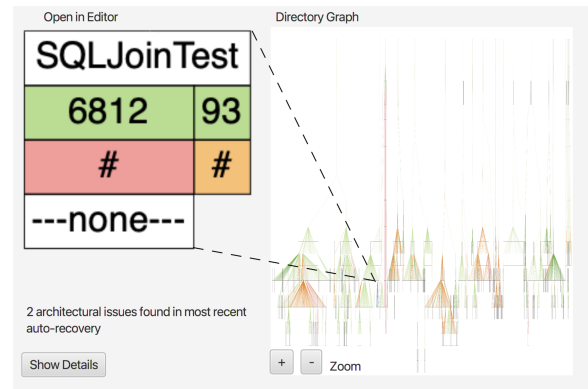 Open in Editor
Directory Graph
SQLJoinTest
6812 93
# #
---none---
2 architectural issues found in most recent
auto-recovery
Show Details
+ - Zoom